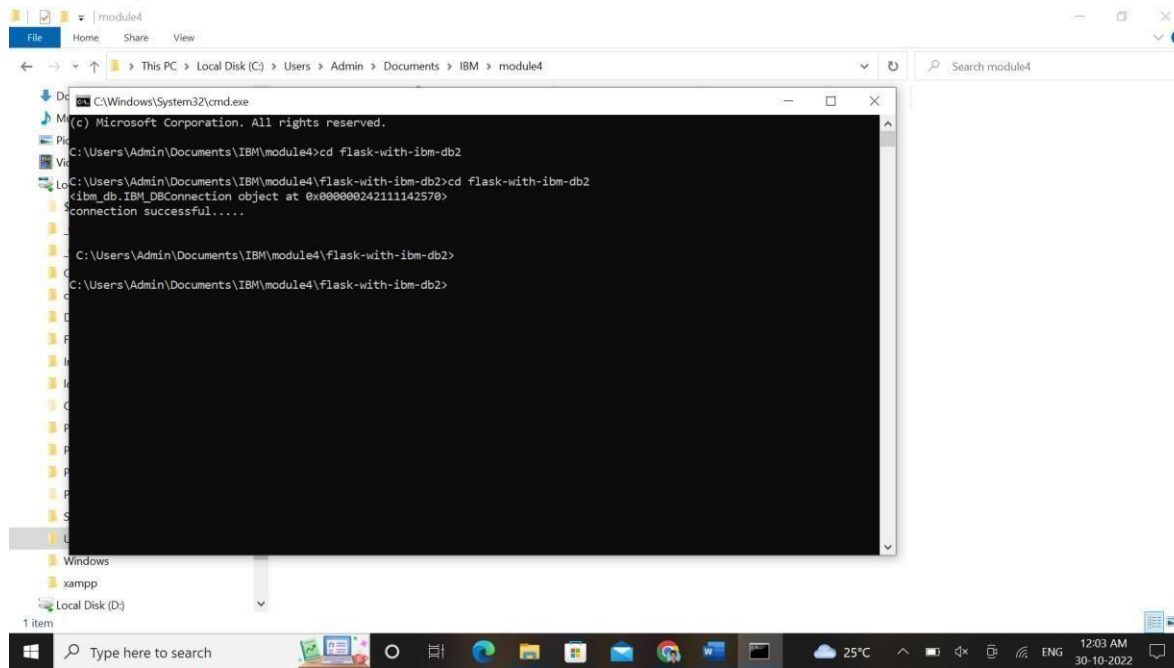 module4
File Home Share View
This PC > Local Disk (C:) > Users > Admin > Documents > IBM > module4
Search module4
C:\Windows\System32\cmd.exe
(c) Microsoft Corporation. All rights reserved.
C:\Users\Admin\Documents\IBM\module4>cd flask-with-ibm-db2
C:\Users\Admin\Documents\IBM\module4\flask-with-ibm-db2>cd flask-with-ibm-db2
<ibm_db.IBM_DBConnection object at 0x000000242111142570>
connection successful.....
C:\Users\Admin\Documents\IBM\module4\flask-with-ibm-db2>
C:\Users\Admin\Documents\IBM\module4\flask-with-ibm-db2>
Windows
xampp
Local Disk (D:)
1 item
Type here to search
25°C
ENG
12:03 AM
30-10-2022